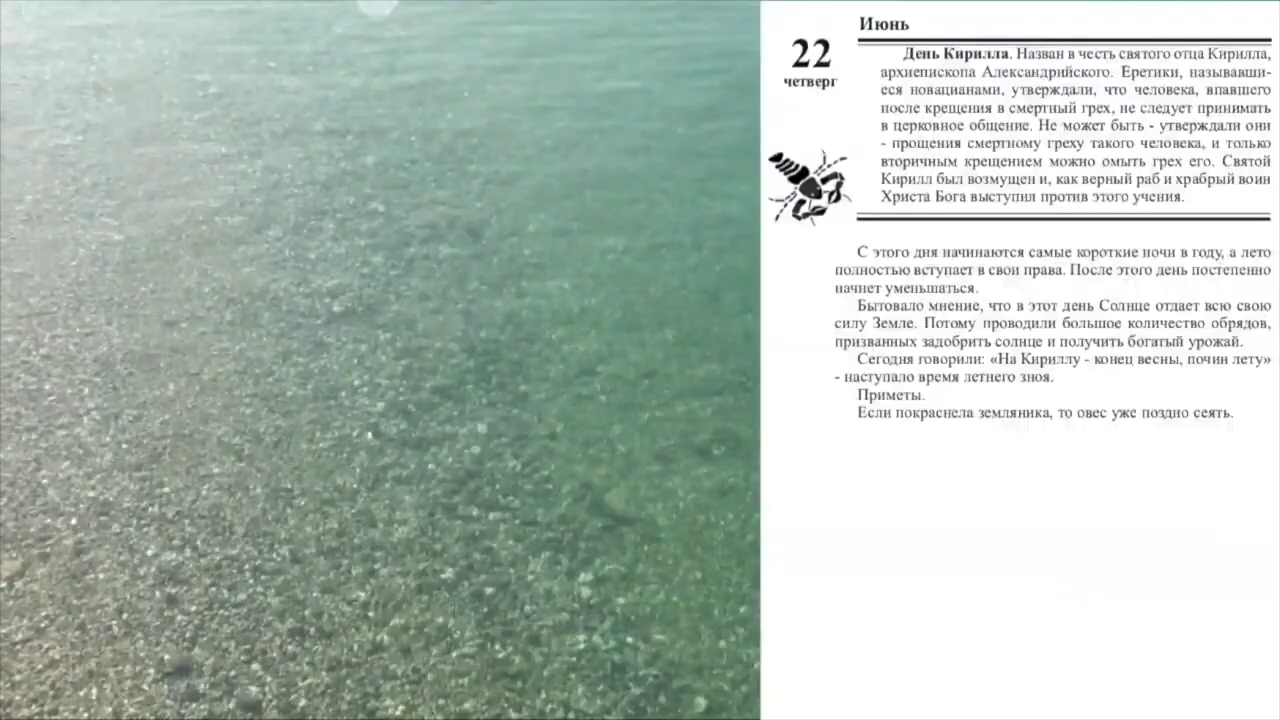 Июнь
22
четверг
День Кирилла. Назван в честь святого отца Кирилла,
архиепископа Александрийского. Еретики, называвши-
еся новацианами, утверждали, что человека, впавшего
после крещения в смертный грех, не следует принимать
в церковное общение. Не может быть - утверждали они
- прощения смертному греху такого человека, и только
вторичным крещением можно омыть грех его. Святой
Кирилл был возмущен и, как верный раб и храбрый воин
Христа Бога выступил против этого учения.
С этого дня начинаются самые короткие ночи в году, а лето
полностью вступает в свои права. После этого день постепенно
начнет уменьшаться.
Бытовало мнение, что в этот день Солнце отдает всю свою
силу Земле. Потому проводили большое количество обрядов,
призванных задобрить солнце и получить богатый урожай.
Сегодня говорили: «На Кириллу - конец весны, почин лету»
- наступало время летнего зноя.
Приметы.
Если покраснела земляника, то овес уже поздно сеять.